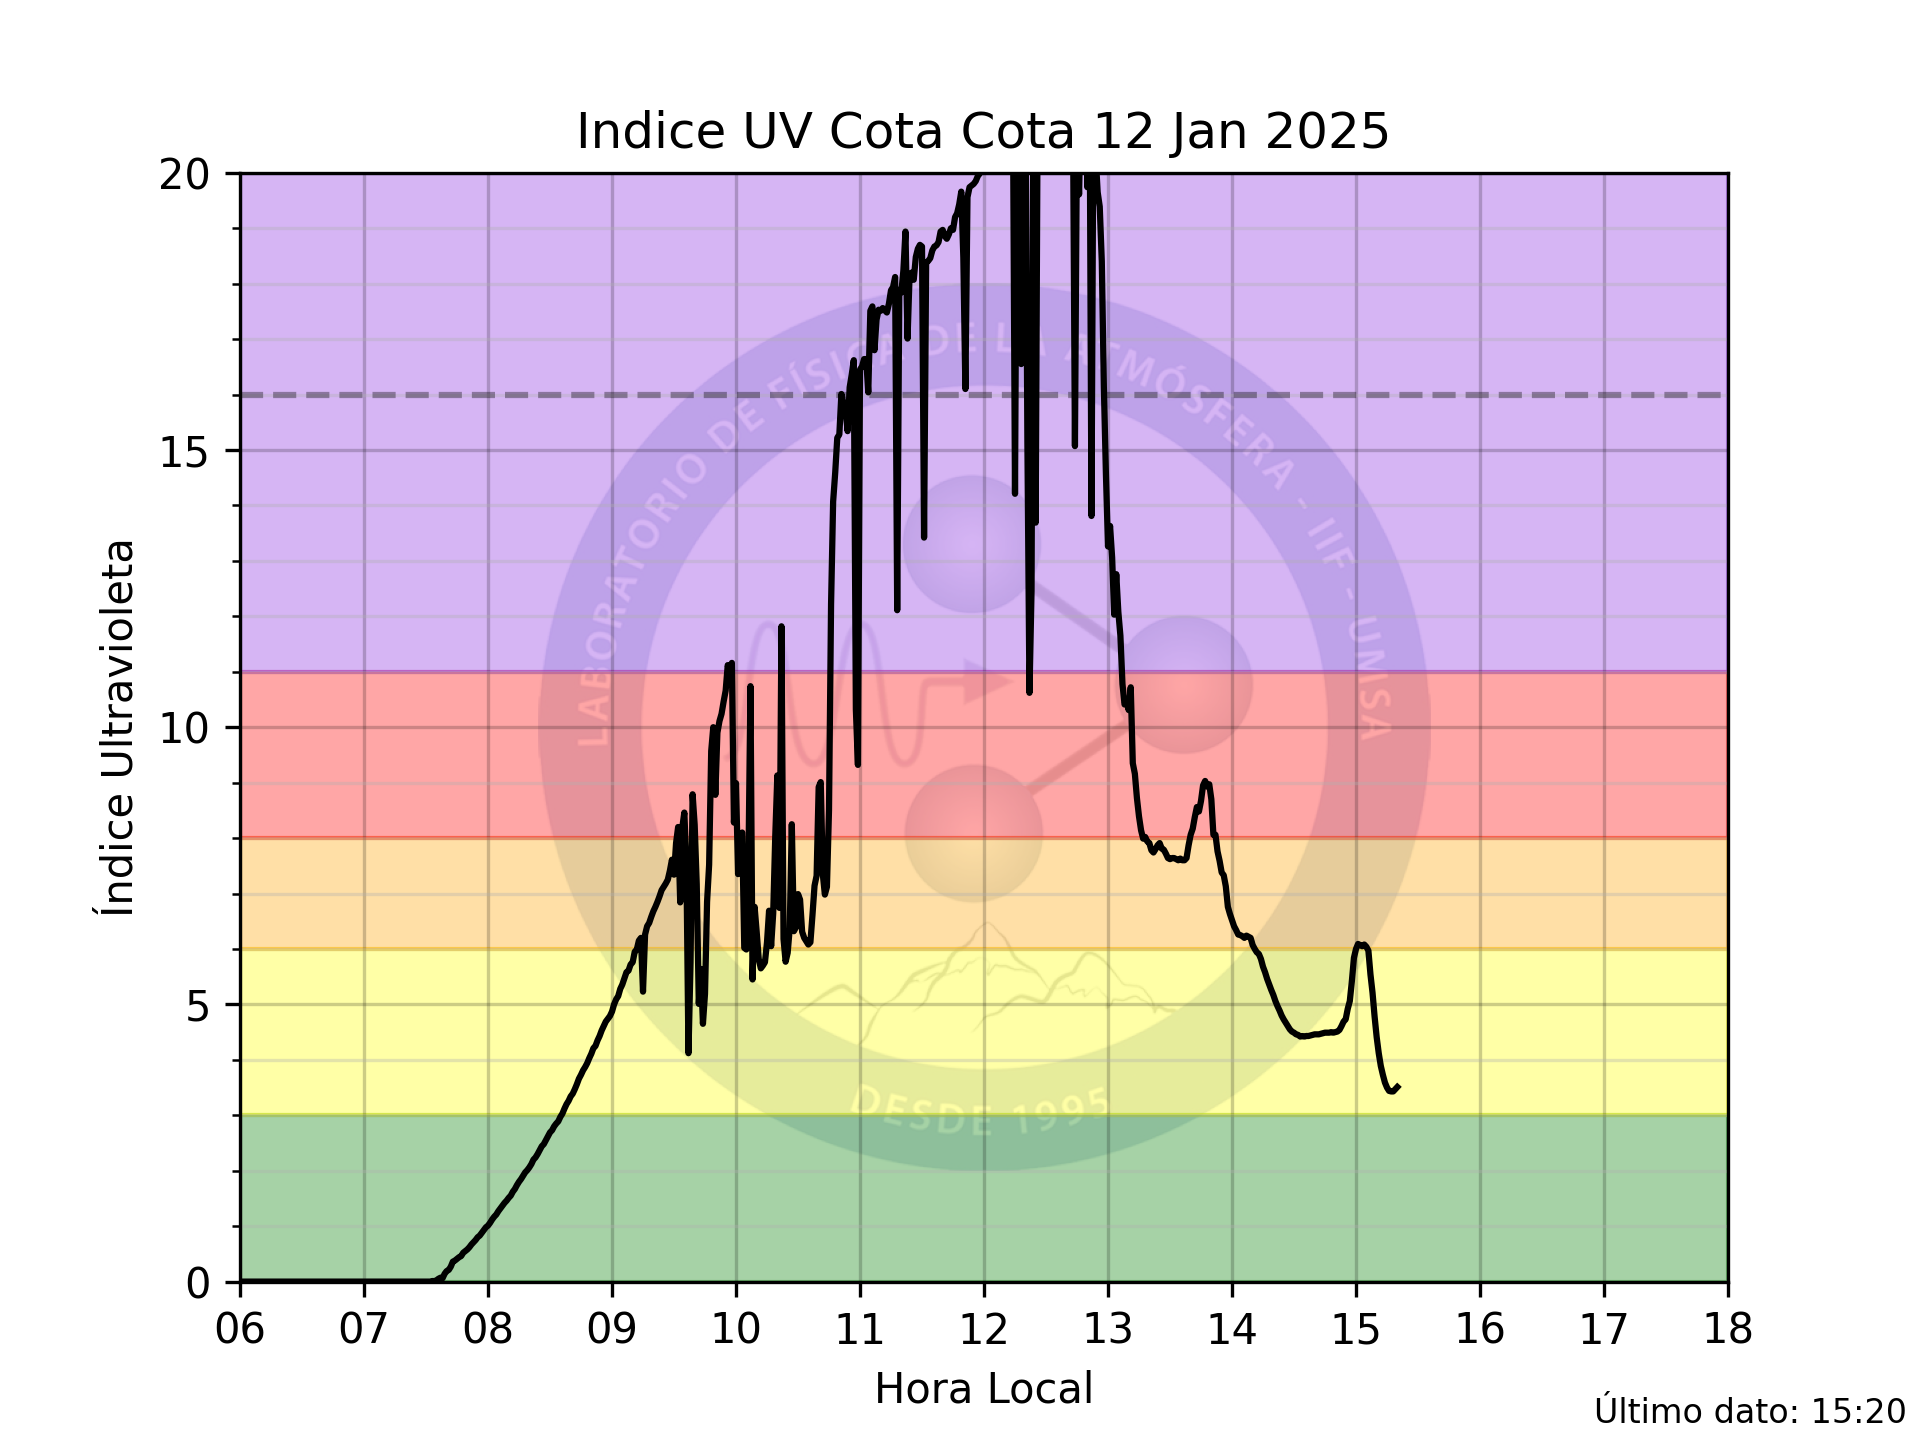 Indice UV Cota Cota 12 Jan 2025
20
15
10
5
0
Índice Ultravioleta
LABORATORIO DE FÍSICA DE LA ATMÓSFERA - IIF - UMSA
DESDE 1995
06 07 08 09 10 11 12 13 14 15 16 17 18
Hora Local
Último dato: 15:20